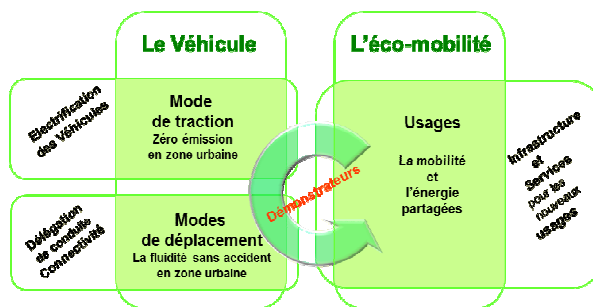 Le Véhicule
L'éco-mobilité
Electrification
des Véhicules
Mode
de traction
Zéro émission
en zone urbaine
Délégation
de conduite
Connectivité
Modes
de déplacement
La fluidité sans accident
en zone urbaine
Démonstrateurs
Usages
La mobilité
et
l'énergie
partagées
Infrastructure
et
Services
pour les
nouveaux
usages